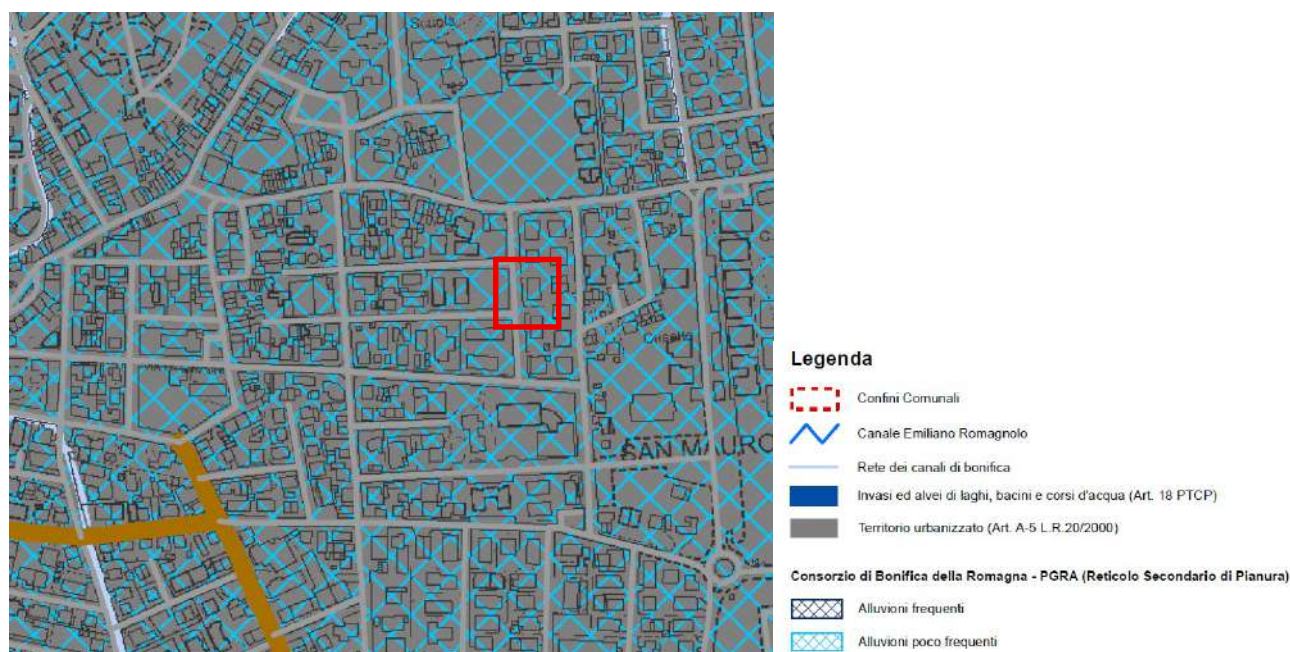 Scuola
Chiesa
SAN MAURO
Legenda
Confini Comunali
Canale Emiliano Romagnolo
Rete dei canali di bonifica
Invasi ed alvei di laghi, bacini e corsi d'acqua (Art. 18 PTCP)
Territorio urbanizzato (Art. A-5 L.R.20/2000)
Consorzio di Bonifica della Romagna - PGRA (Reticolo Secondario di Pianura)
Alluvioni frequenti
Alluvioni poco frequenti